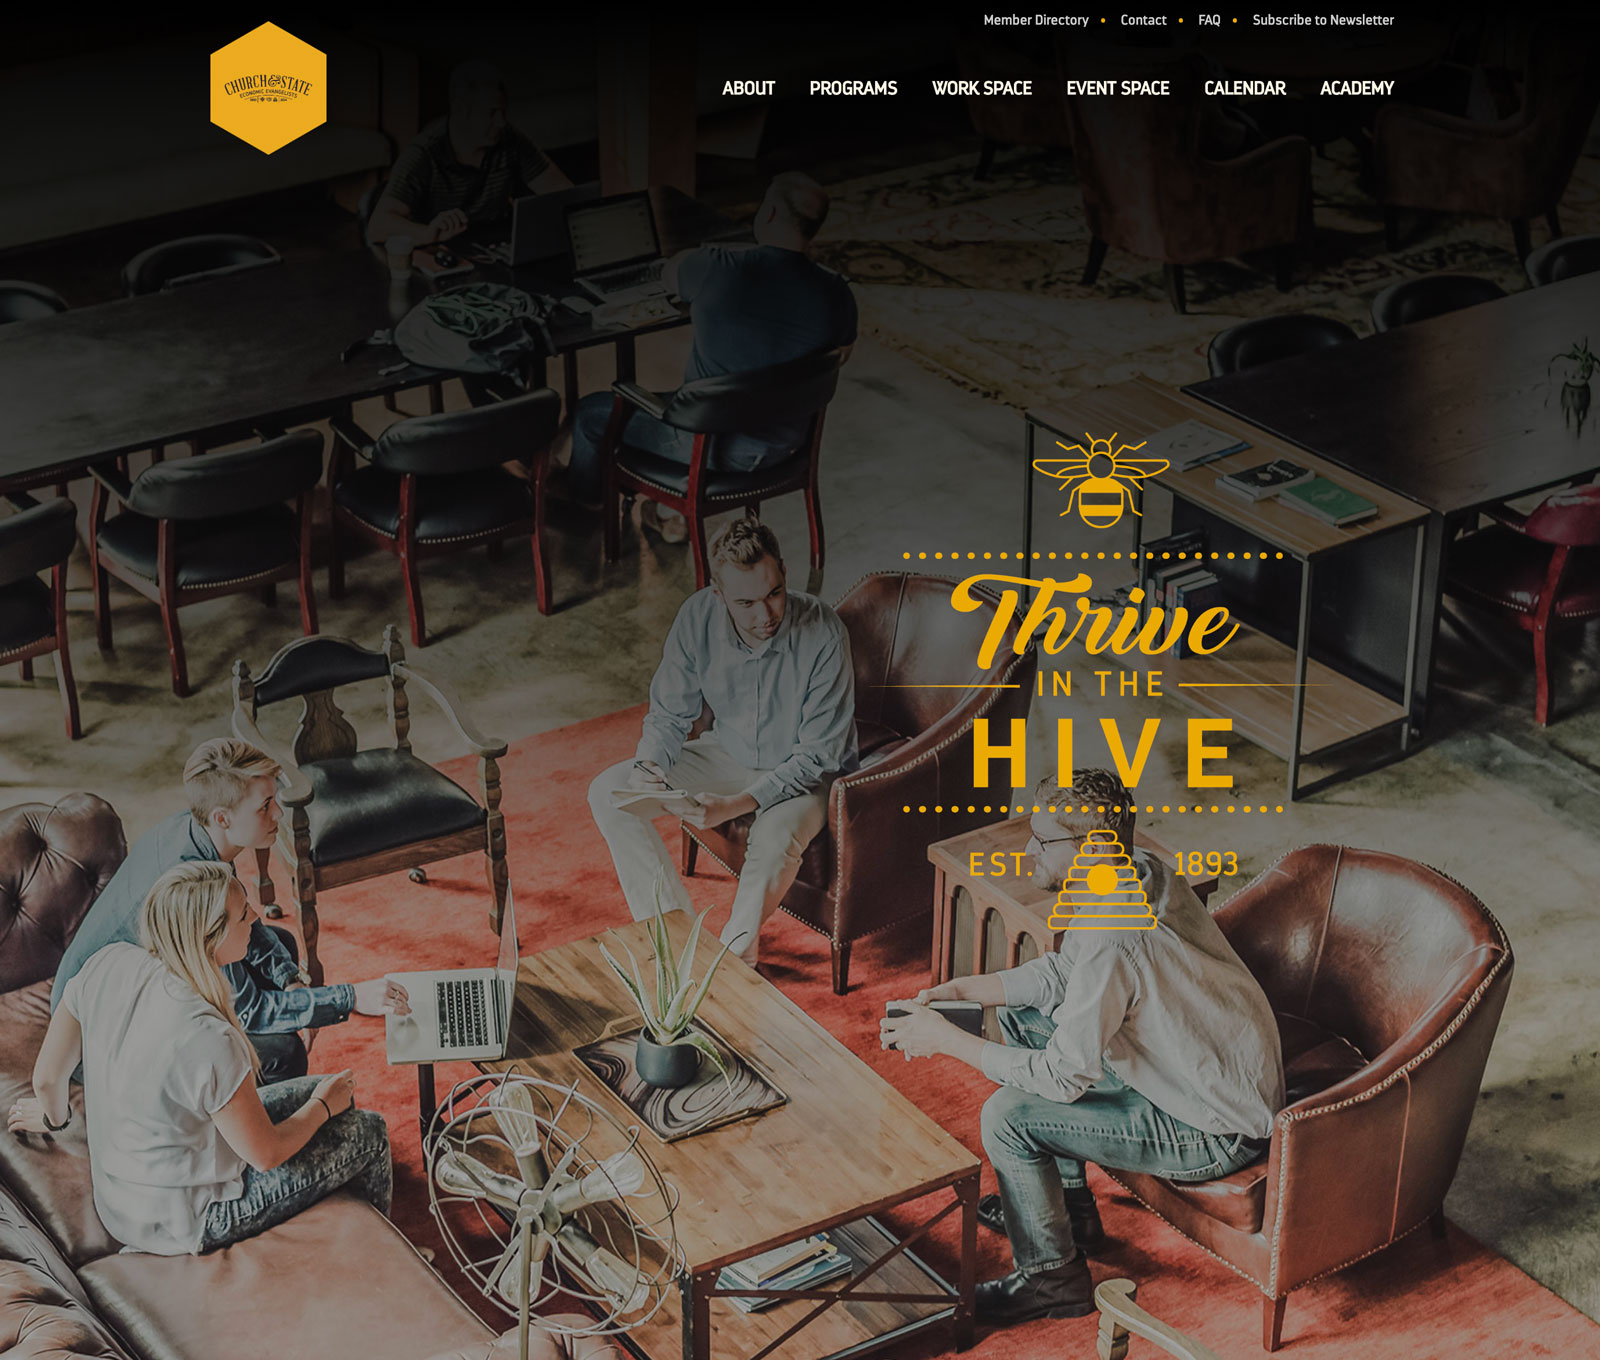 Member Directory • Contact • FAQ • Subscribe to Newsletter
CHURCH & STATE
ECONOMIC EVANGELISTS
ABOUT PROGRAMS WORK SPACE EVENT SPACE CALENDAR ACADEMY
Thrive
IN THE
HIVE
EST. 1893